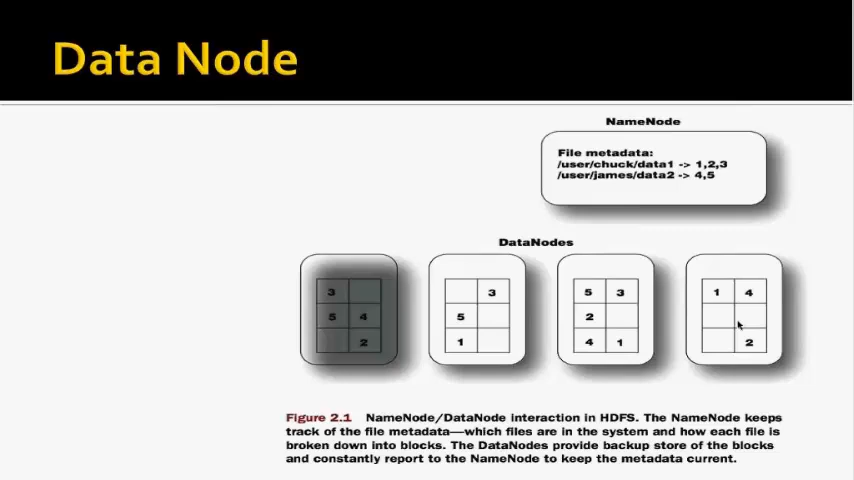 Data Node
NameNode
File metadata:
/user/chuck/data1 -> 1,2,3
/user/james/data2 -> 4,5
DataNodes
3
5 4
2
3
5
1
5 3
2
4 1
1 4
2
Figure 2.1 NameNode/DataNode interaction in HDFS. The NameNode keeps
track of the file metadata—which files are in the system and how each file is
broken down into blocks. The DataNodes provide backup store of the blocks
and constantly report to the NameNode to keep the metadata current.